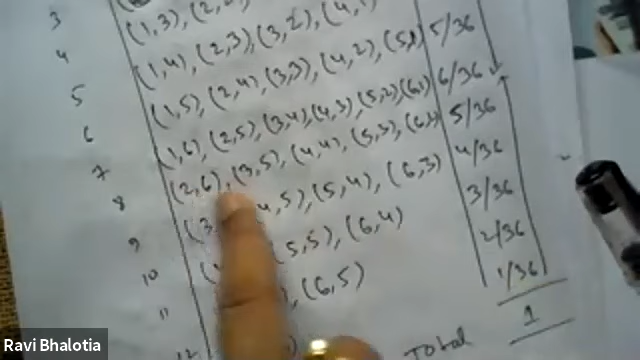 3 (1,3), (2,2)
4 (1,4), (2,3), (3,2), (4,1)
5 (1,5), (2,4), (3,3), (4,2), (5,1) 5/36
6 (1,6), (2,5), (3,4), (4,3), (5,2), (6,1) 6/36
7 (2,6), (3,5), (4,4), (5,3), (6,2) 5/36
8 (3, 4,5), (5,4), (6,3) 4/36
9 (5,5), (6,4) 3/36
10 (6,5) 2/36
11 1/36
12
Total 1
Ravi Bhalotia